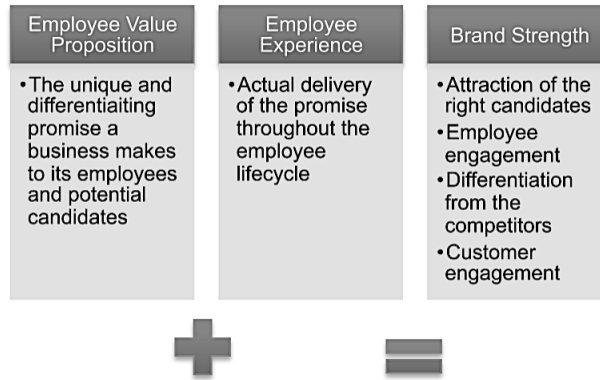 Employee Value
Proposition
•The unique and
differentiaiting
promise a
business makes
to its employees
and potential
candidates
Employee
Experience
•Actual delivery
of the promise
throughout the
employee
lifecycle
Brand Strength
•Attraction of the
right candidates
•Employee
engagement
•Differentiation
from the
competitors
•Customer
engagement